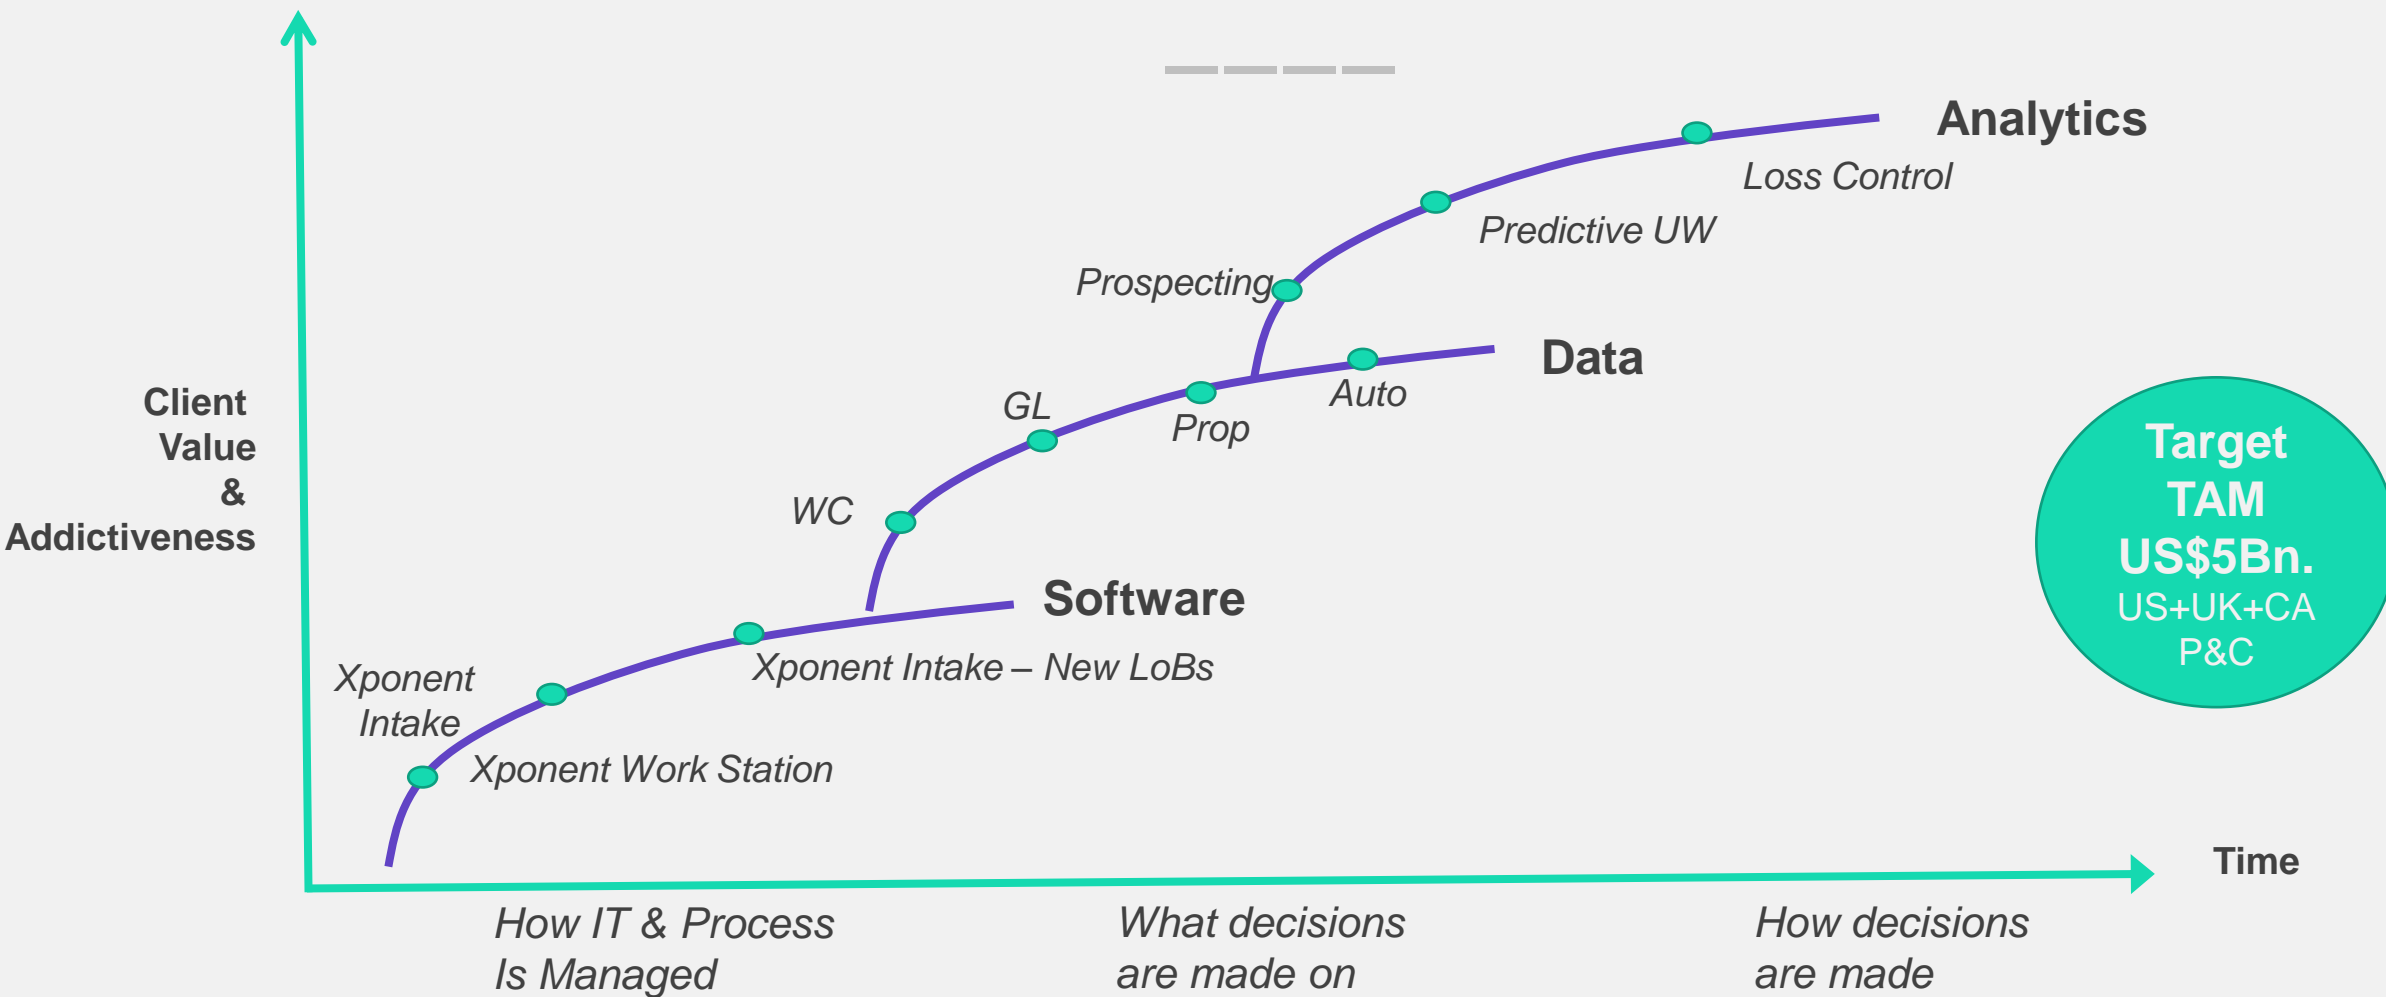 Analytics
Loss Control
Predictive UW
Prospecting
Data
Auto
GL
Prop
Client
Value
&
Addictiveness
WC
Software
Xponent Intake – New LoBs
Xponent
Intake
Xponent Work Station
Target
TAM
US$5Bn.
US+UK+CA
P&C
Time
How IT & Process
Is Managed
What decisions
are made on
How decisions
are made